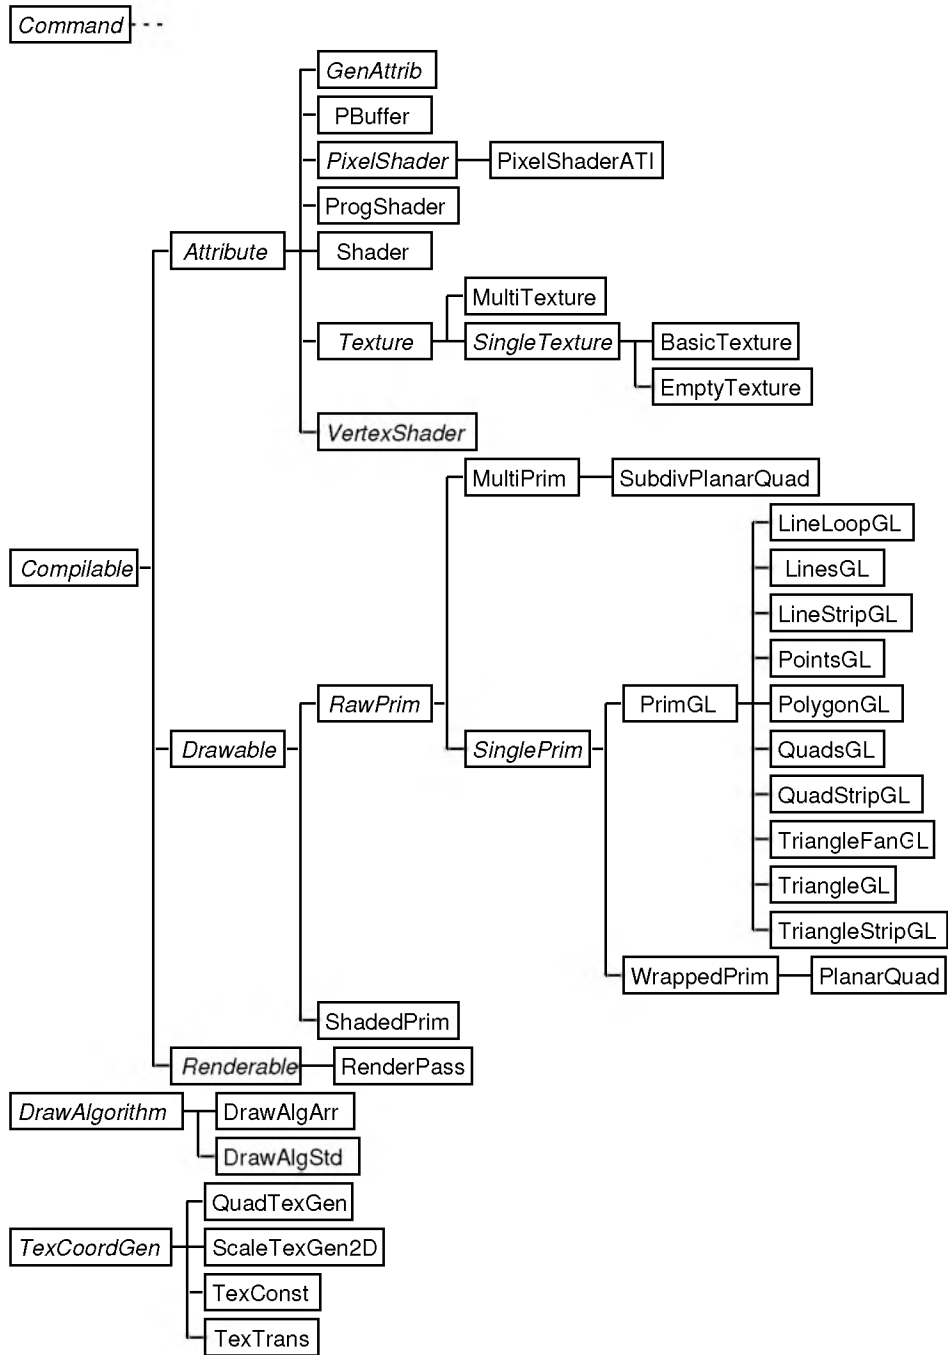 Command
GenAttrib
PBuffer
PixelShader PixelShaderATI
ProgShader
Attribute Shader
MultiTexture
Texture SingleTexture BasicTexture
EmptyTexture
VertexShader
MultiPrim SubdivPlanarQuad
LineLoopGL
Compilable LinesGL
LineStripGL
PointsGL
RawPrim PrimGL PolygonGL
Drawable SinglePrim QuadsGL
QuadStripGL
TriangleFanGL
TriangleGL
TriangleStripGL
WrappedPrim PlanarQuad
ShadedPrim
Renderable RenderPass
DrawAlgorithm DrawAlgArr
DrawAlgStd
QuadTexGen
TexCoordGen ScaleTexGen2D
TexConst
TexTrans